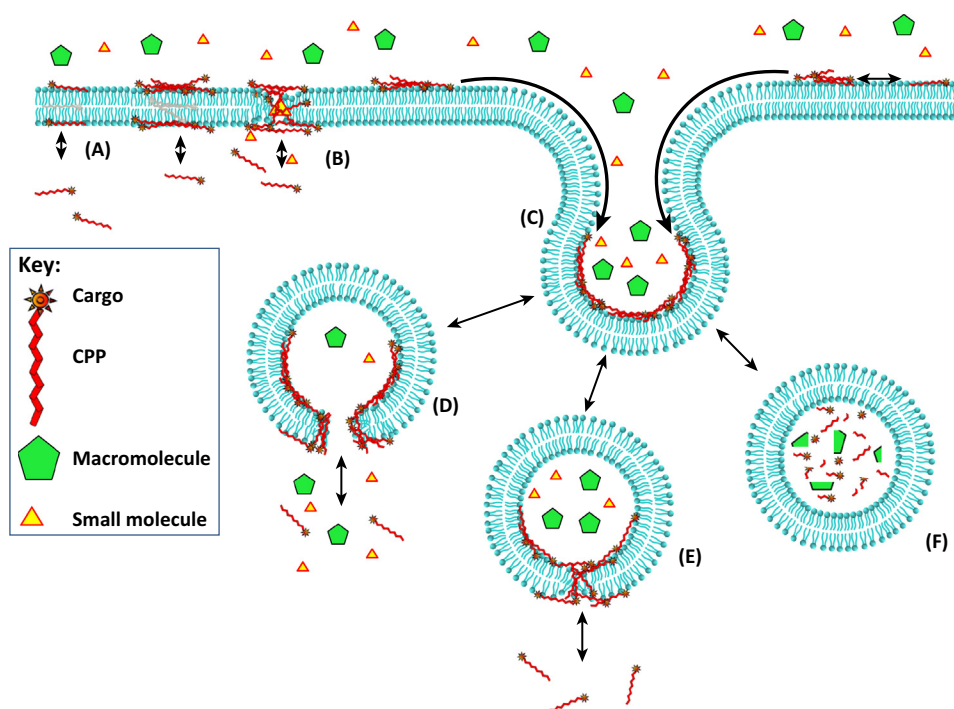 (A)
(B)
(C)
Key:
Cargo
CPP
Macromolecule
Small molecule
(D)
(E)
(F)